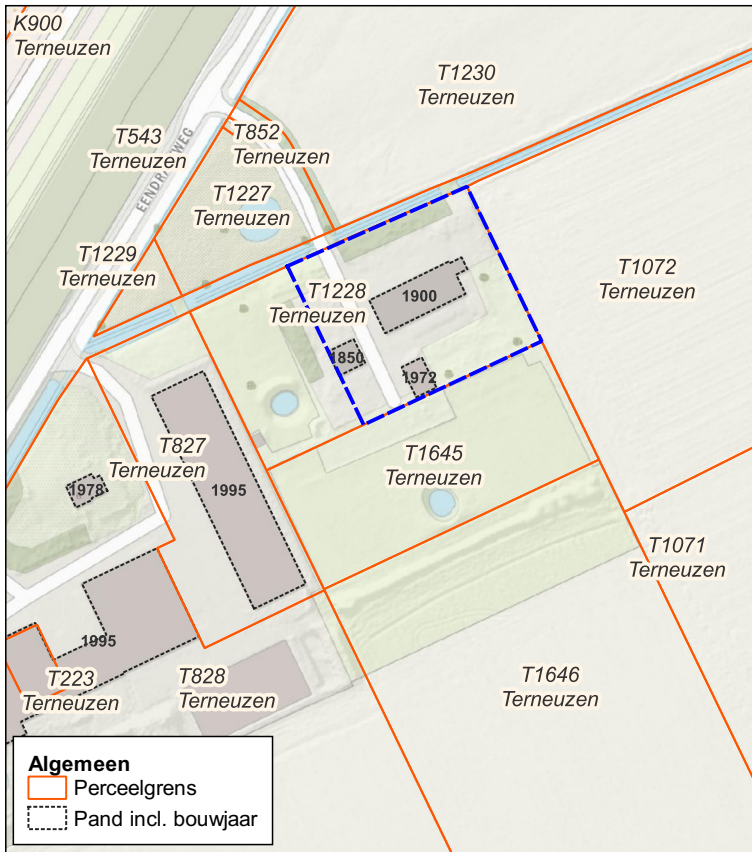 K900
Terneuzen
T1230
Terneuzen
T543
Terneuzen
T852
Terneuzen
EENDRACHTWEG
T1227
Terneuzen
T1229
Terneuzen
T1072
Terneuzen
T1228
Terneuzen
1900
1850
1972
T827
Terneuzen
T1645
Terneuzen
1978
1995
T1071
Terneuzen
1995
T223
Terneuzen
T828
Terneuzen
T1646
Terneuzen
Algemeen
Perceelgrens
Pand incl. bouwjaar